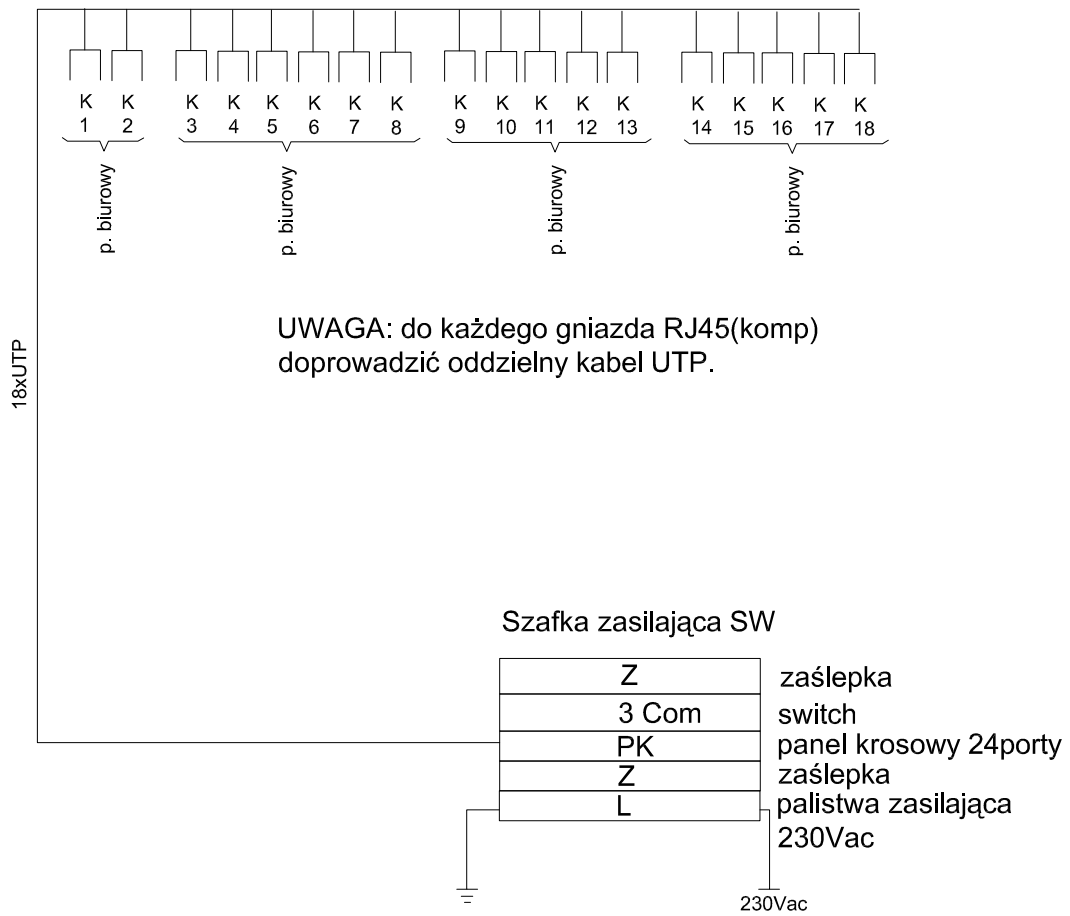 K K K K K K K K K K K K K K K K K K
1 2 3 4 5 6 7 8 9 10 11 12 13 14 15 16 17 18
p. biurowy
p. biurowy
p. biurowy
p. biurowy
18xUTP
UWAGA: do każdego gniazda RJ45(komp)
doprowadzić oddzielny kabel UTP.
Szafka zasilająca SW
Z zaślepka
3 Com switch
PK panel krosowy 24porty
Z zaślepka
L palistwa zasilająca
230Vac
230Vac